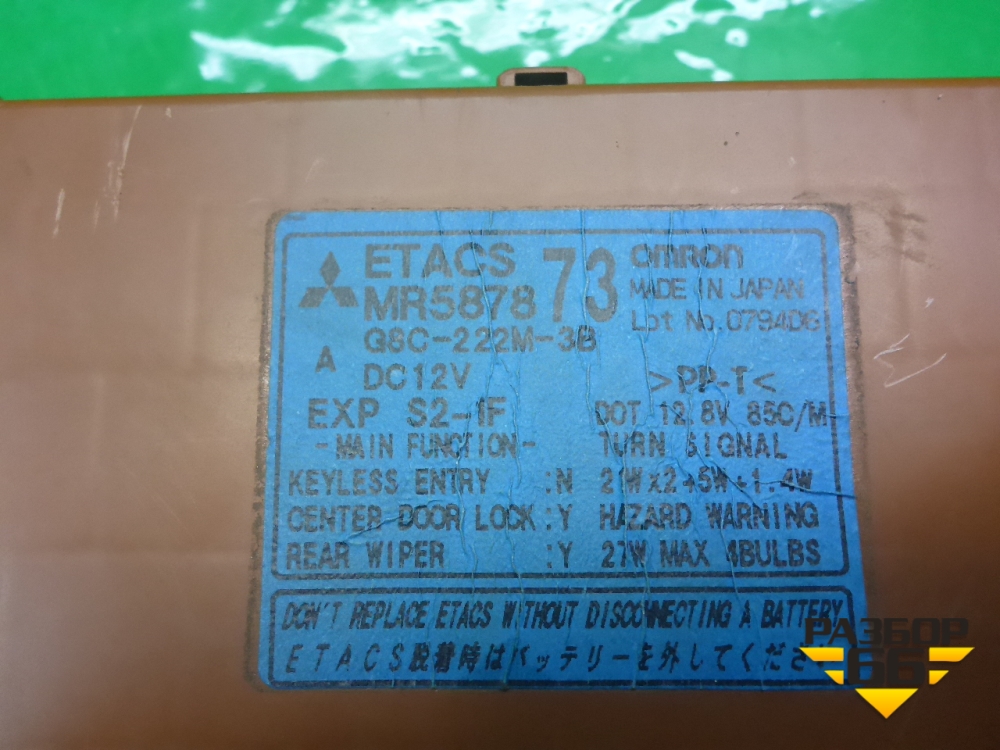 ETACS 73 OMRON
MR5878 MADE IN JAPAN
Lot No. 0794DG
A G8C-222M-3B
DC12V >PP-T<
EXP S2-1F DOT 12.8V 85C/M
-MAIN FUNCTION- TURN SIGNAL
KEYLESS ENTRY :N 21W x2+5W+1.4W
CENTER DOOR LOCK :Y HAZARD WARNING
REAR WIPER :Y 27W MAX 4BULBS
DON'T REPLACE ETACS WITHOUT DISCONNECTING A BATTERY
ETACS脱着時はバッテリーを外してくださ
РАЗБОР
66